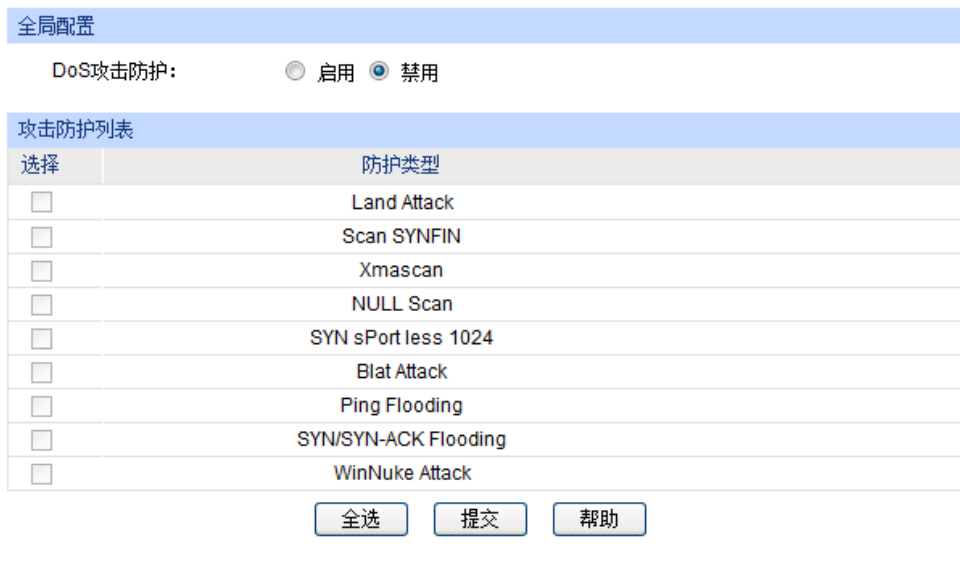 全局配置
DoS攻击防护： 启用 禁用
攻击防护列表
选择 防护类型
Land Attack
Scan SYNFIN
Xmascan
NULL Scan
SYN sPort less 1024
Blat Attack
Ping Flooding
SYN/SYN-ACK Flooding
WinNuke Attack
全选 提交 帮助